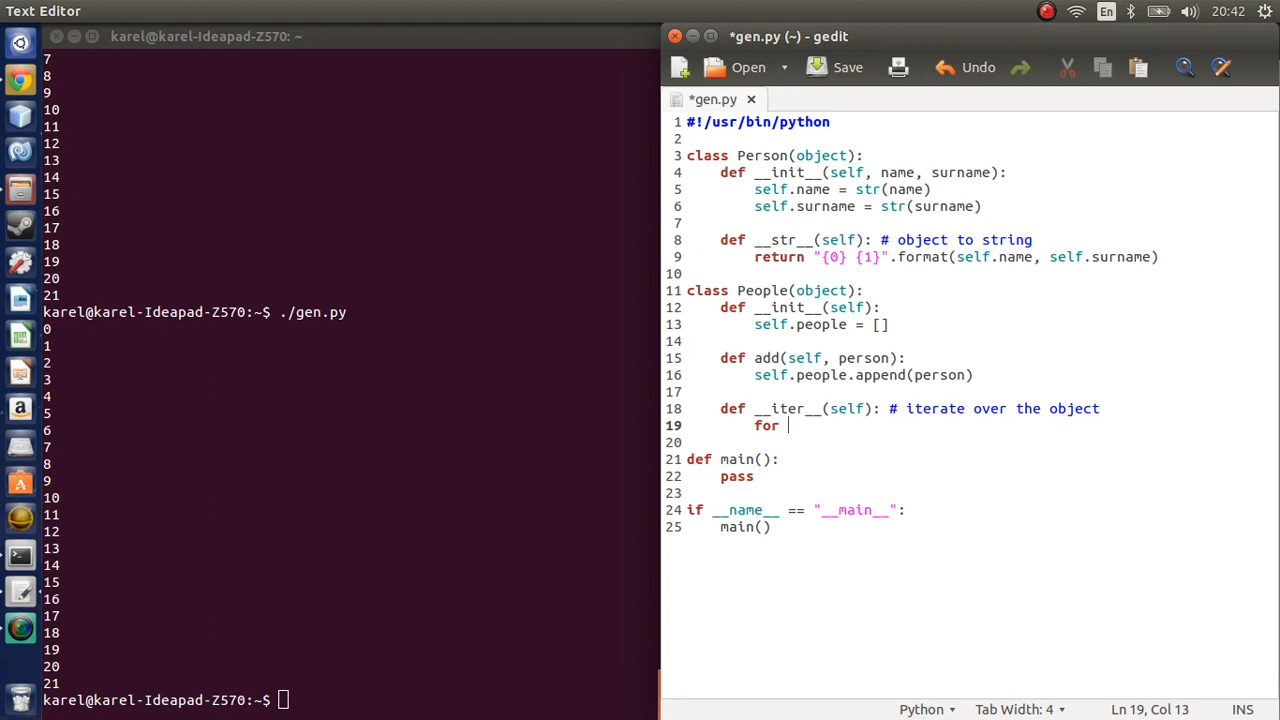 Text Editor
En
20:42
karel@karel-Ideapad-Z570: ~
7
8
9
10
11
12
13
14
15
16
17
18
19
20
21
karel@karel-Ideapad-Z570:~$ ./gen.py
0
1
2
3
4
5
6
7
8
9
10
11
12
13
14
15
16
17
18
19
20
21
karel@karel-Ideapad-Z570:~$
*gen.py (~) - gedit
Open
Save
Undo
*gen.py
1 #!/usr/bin/python
2
3 class Person(object):
4     def __init__(self, name, surname):
5         self.name = str(name)
6         self.surname = str(surname)
7
8     def __str__(self): # object to string
9         return "{0} {1}".format(self.name, self.surname)
10
11 class People(object):
12     def __init__(self):
13         self.people = []
14
15     def add(self, person):
16         self.people.append(person)
17
18     def __iter__(self): # iterate over the object
19         for
20
21 def main():
22     pass
23
24 if __name__ == "__main__":
25     main()
Python
Tab Width: 4
Ln 19, Col 13
INS